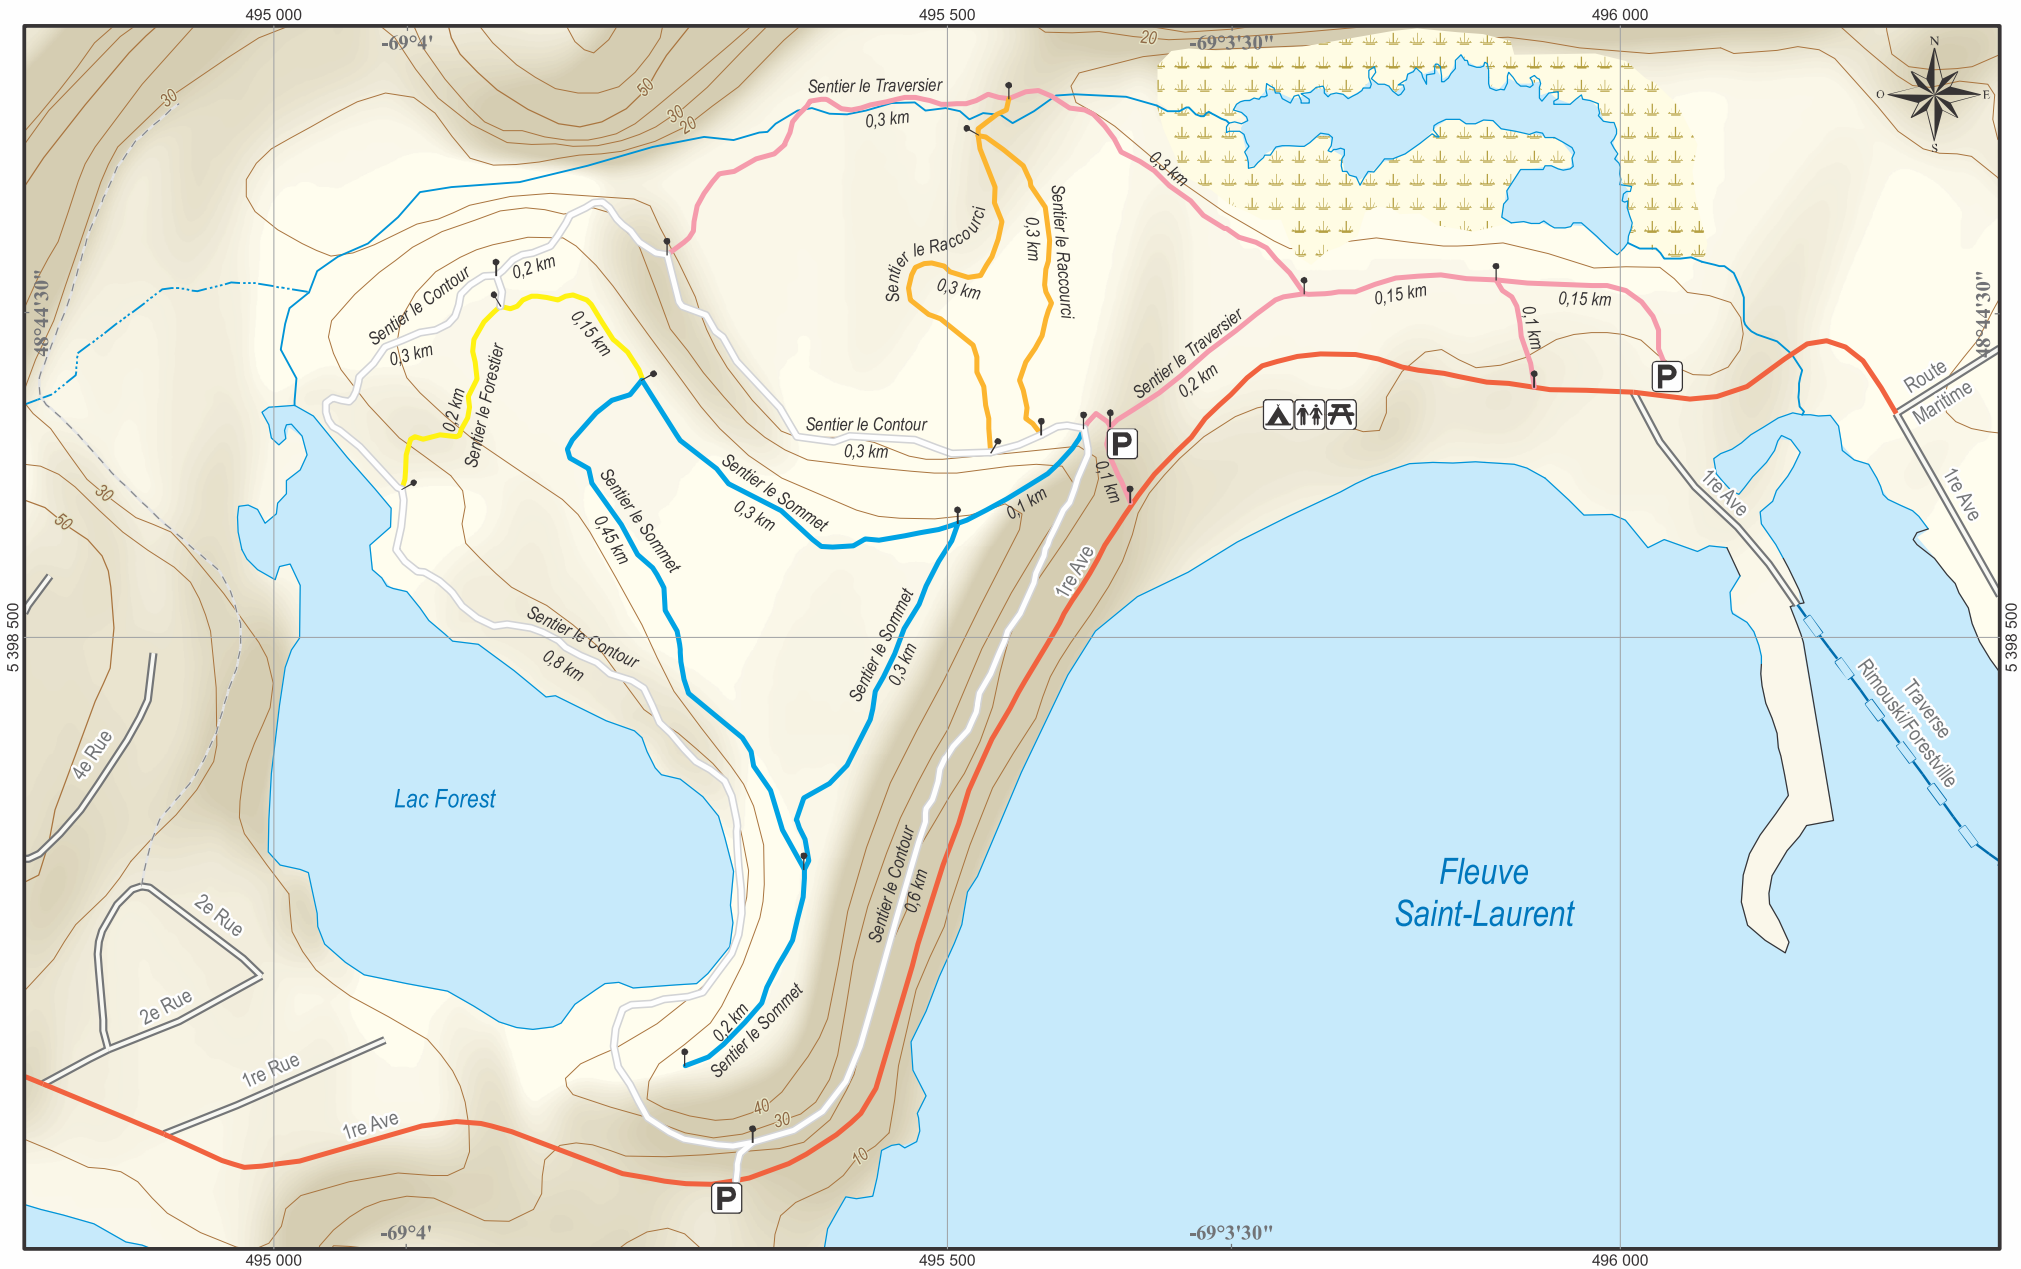 495 000
495 500
496 000
-69°4'
-69°3'30"
20
N
O
E
S
30
50
30
20
Sentier le Traversier
0,3 km
0,3 km
Sentier le Raccourci
0,3 km
Sentier le Raccourci
0,3 km
Sentier le Contour
0,2 km
0,3 km
48°44'30"
48°44'30"
0,15 km
Sentier le Forestier
0,2 km
Sentier le Traversier
0,2 km
0,15 km
0,15 km
0,1 km
P
Route
Maritime
Sentier le Contour
0,3 km
P
0,1 km
0,1 km
1re Ave
1re Ave
Sentier le Sommet
0,3 km
Sentier le Sommet
0,45 km
30
50
1re Ave
5 398 500
5 398 500
Sentier le Contour
0,8 km
Sentier le Sommet
0,3 km
Traverse
Rimouski/Forestville
4e Rue
Lac Forest
Fleuve
Saint-Laurent
Sentier le Contour
0,6 km
2e Rue
2e Rue
1re Rue
0,2 km
Sentier le Sommet
1re Ave
40
30
10
P
-69°4'
-69°3'30"
495 000
495 500
496 000